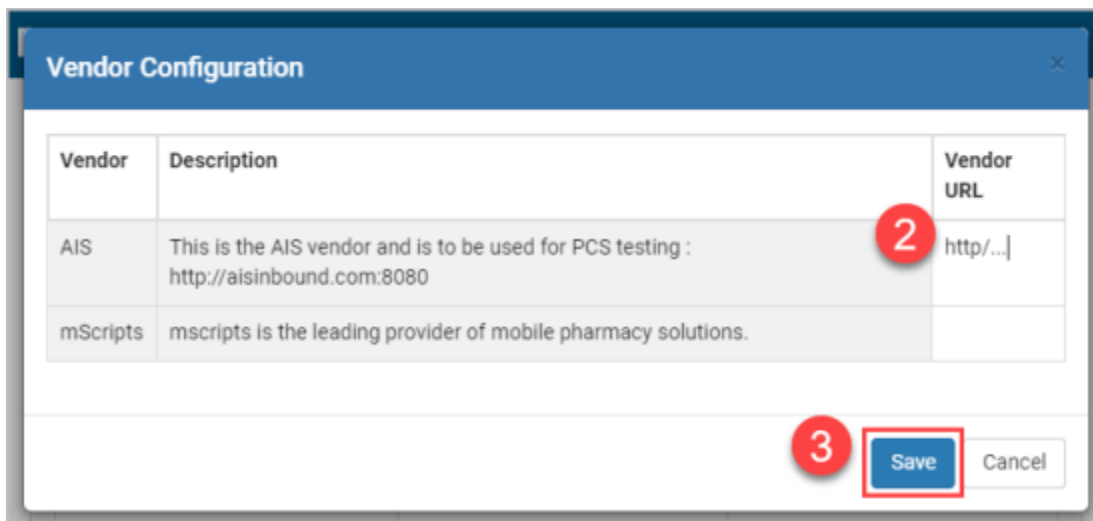 Vendor Configuration
×
Vendor Description Vendor
URL
AIS This is the AIS vendor and is to be used for PCS testing : 2 http/...
http://aisinbound.com:8080
mScripts mscripts is the leading provider of mobile pharmacy solutions.
3 Save Cancel